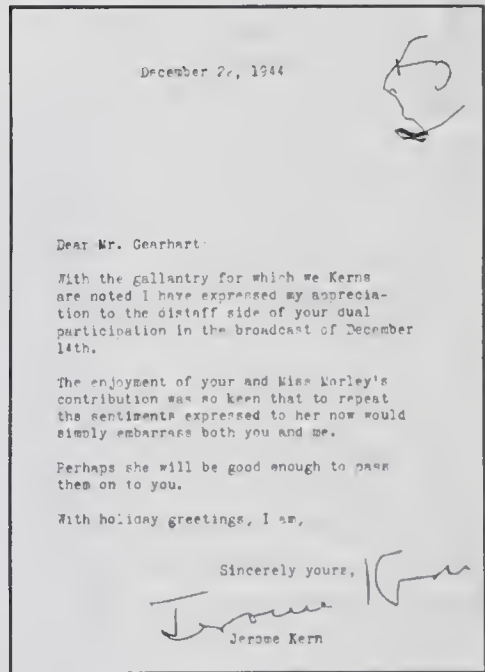 December 1944
Dear Mr. Gearhart
With the gallantry for which we Kerns
are noted I have expressed my apprecia-
tion to the distaff side of your dual
participation in the broadcast of December
14th.
The enjoyment of your and Miss Morley's
contribution was so keen that to repeat
the sentiments expressed to her now would
simply embarrass both you and me.
Perhaps she will be good enough to pass
them on to you.
With holiday greetings, I am,
Sincerely yours,
Jerome Kern
Jerome Kern